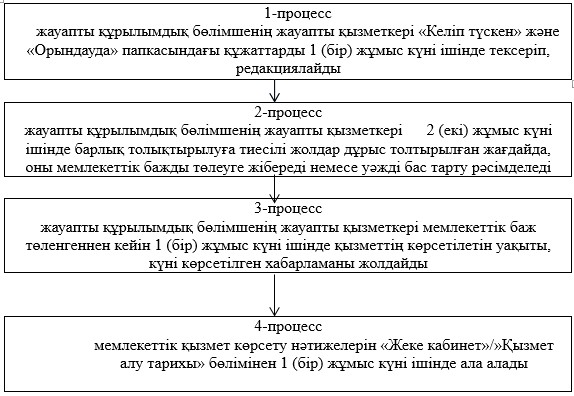 1-процесс
жауапты құрылымдық бөлімшенің жауапты қызметкері «Келіп түскен» және
«Орындауда» папкасындағы құжаттарды 1 (бір) жұмыс күні ішінде тексеріп,
редакциялайды
2-процесс
жауапты құрылымдық бөлімшенің жауапты қызметкері 2 (екі) жұмыс күні
ішінде барлық толықтырылуға тиесілі жолдар дұрыс толтырылған жағдайда,
оны мемлекеттік бажды төлеуге жібереді немесе уәжді бас тарту рәсімделеді
3-процесс
жауапты құрылымдық бөлімшенің жауапты қызметкері мемлекеттік баж
төленгеннен кейін 1 (бір) жұмыс күні ішінде қызметтің көрсетілетін уақыты,
күні көрсетілген хабарламаны жолдайды
4-процесс
мемлекеттік қызмет көрсету нәтижелерін «Жеке кабинет»/»Қызмет
алу тарихы» бөлімінен 1 (бір) жұмыс күні ішінде ала алады